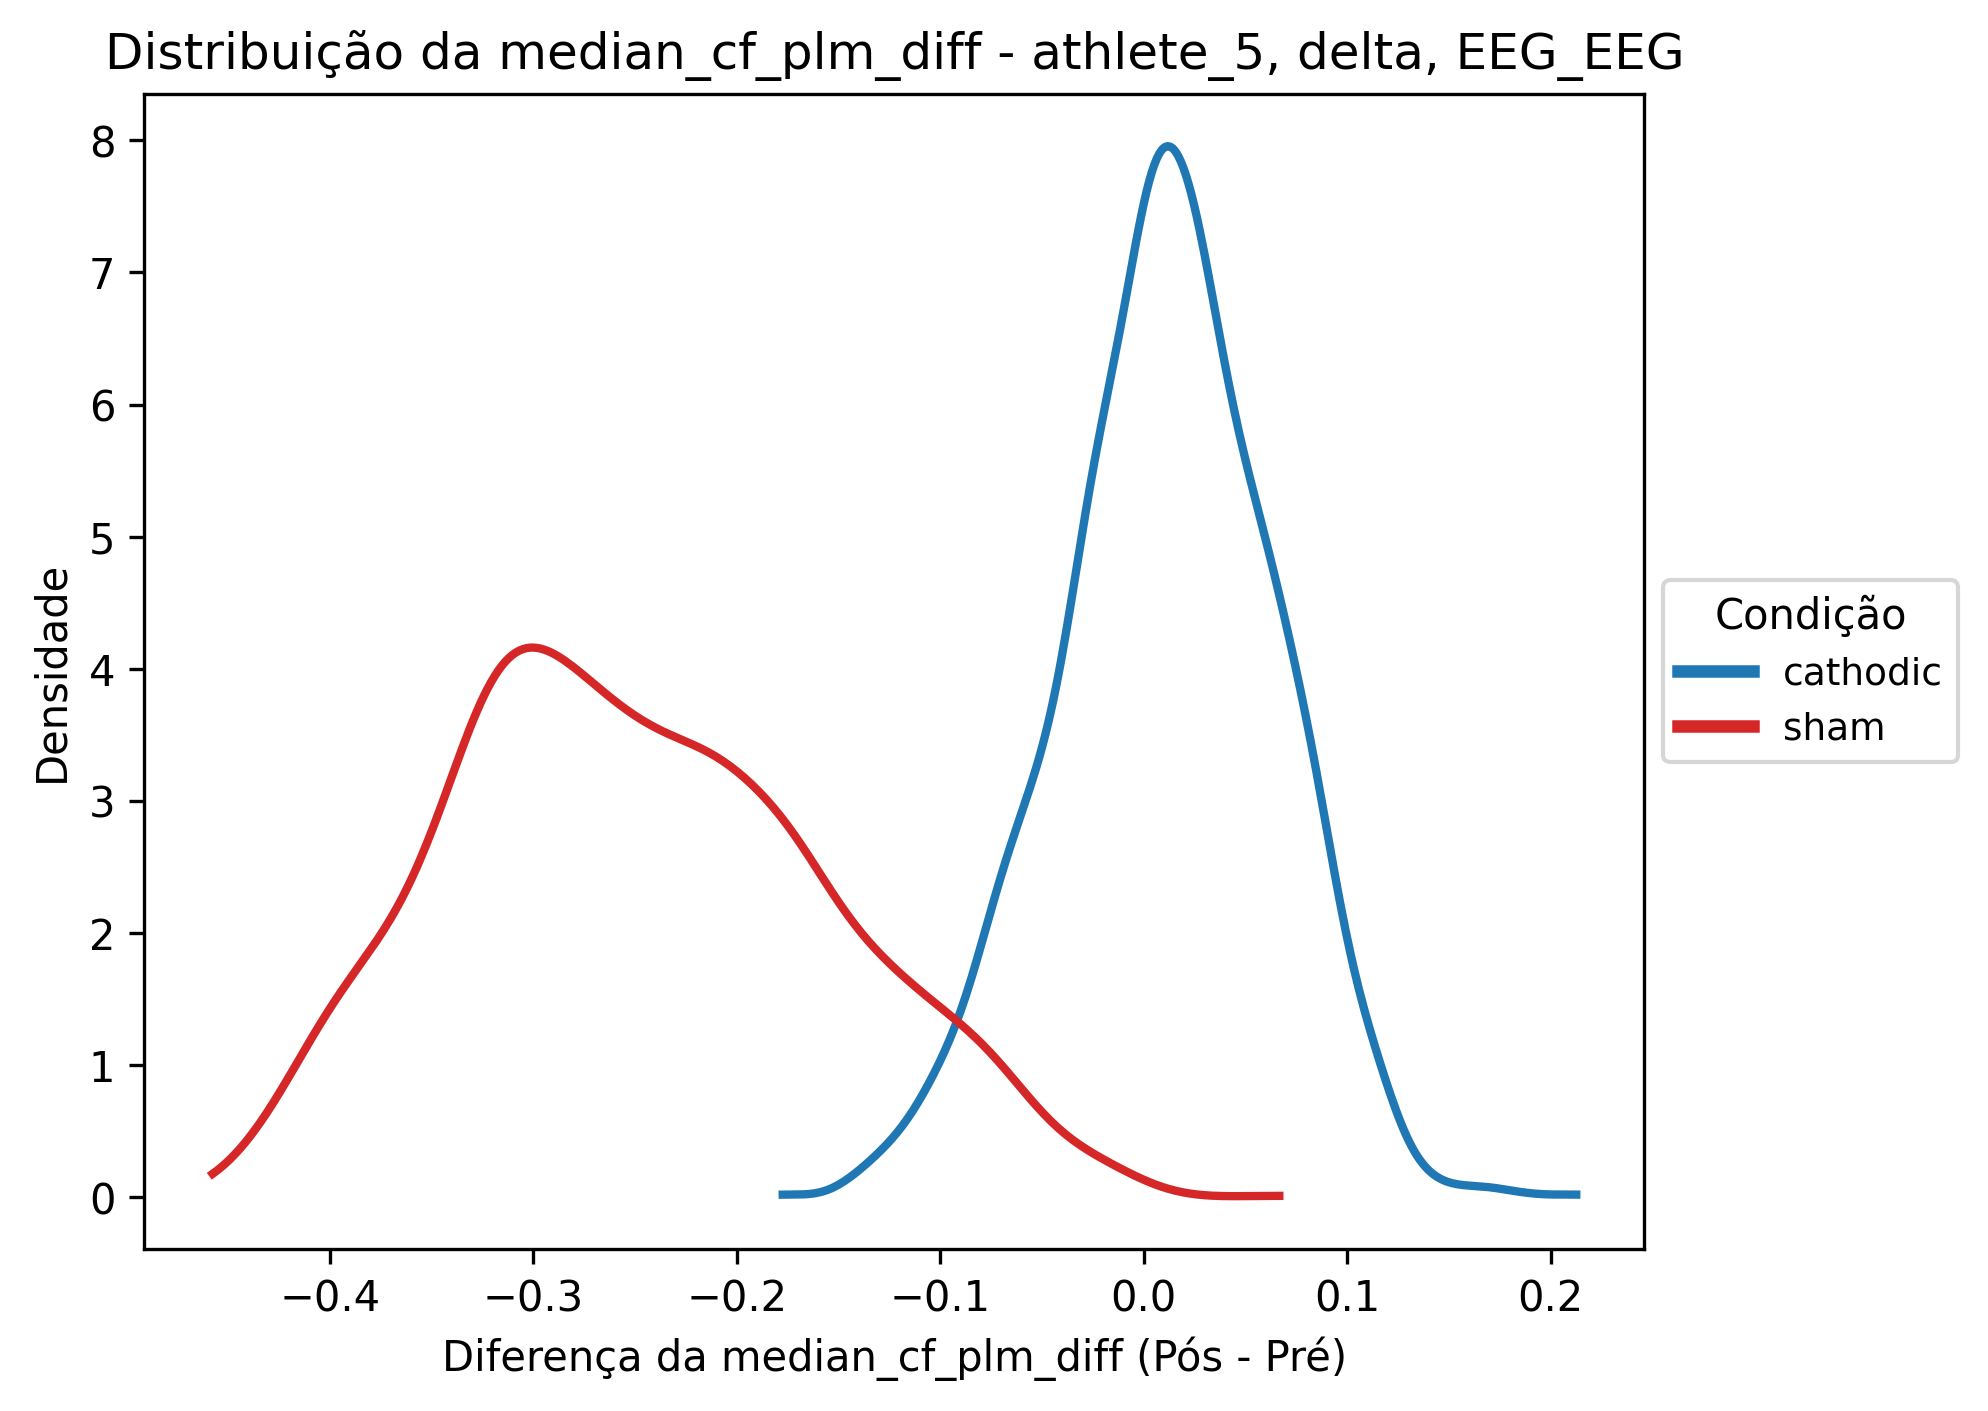 Distribuição da median_cf_plm_diff - athlete_5, delta, EEG_EEG
8
7
6
5
4
3
2
1
0
Densidade
−0.4
−0.3
−0.2
−0.1
0.0
0.1
0.2
Diferença da median_cf_plm_diff (Pós - Pré)
Condição
cathodic
sham